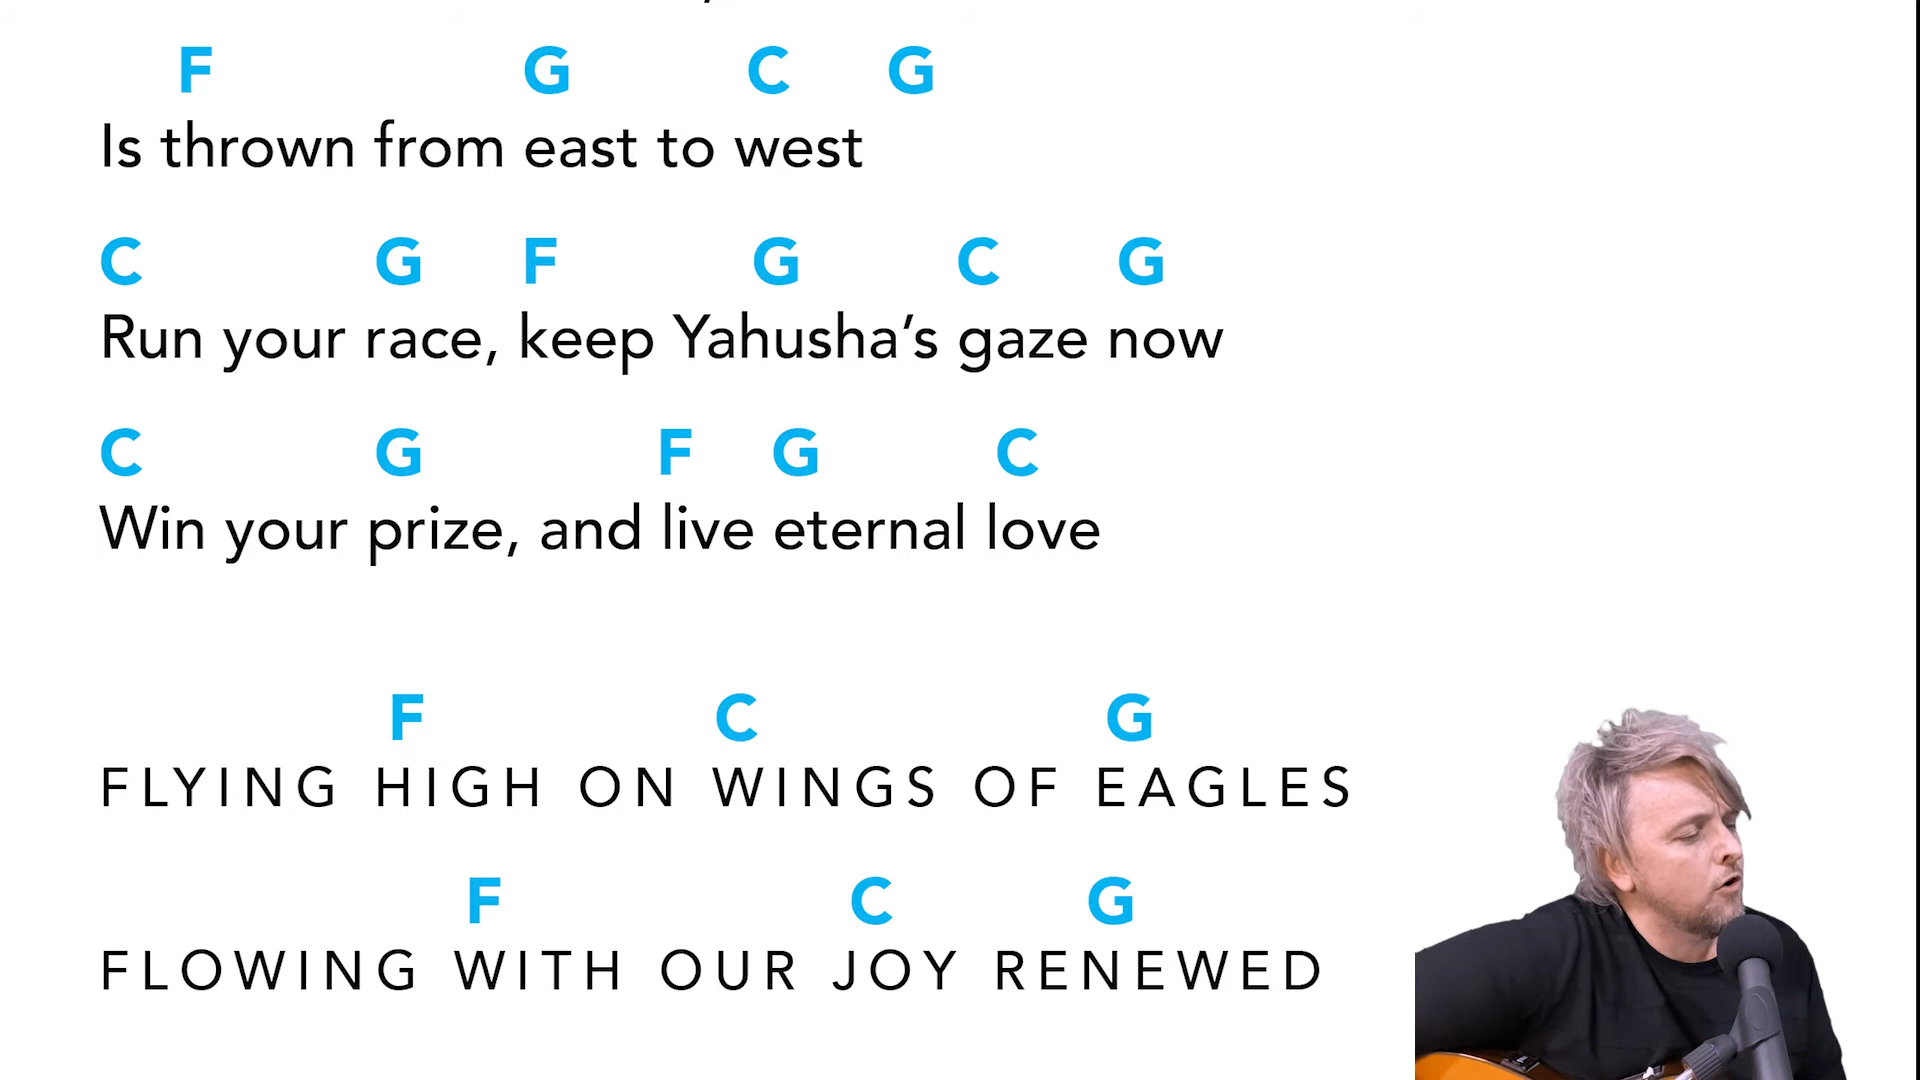 F G C G
Is thrown from east to west
C G F G C G
Run your race, keep Yahusha’s gaze now
C G F G C
Win your prize, and live eternal love
F C G
FLYING HIGH ON WINGS OF EAGLES
F C G
FLOWING WITH OUR JOY RENEWED